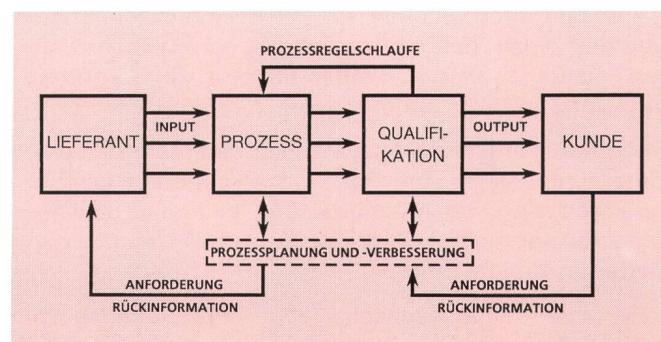 PROZESSREGELSCHLAUFE
LIEFERANT
INPUT
PROZESS
QUALIFI-
KATION
OUTPUT
KUNDE
PROZESSPLANUNG UND -VERBESSERUNG
ANFORDERUNG
RÜCKINFORMATION
ANFORDERUNG
RÜCKINFORMATION